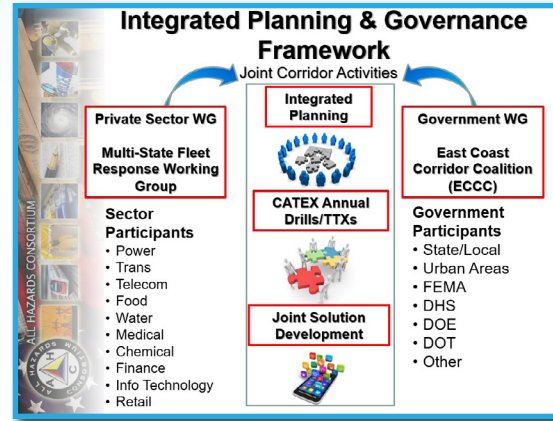 Integrated Planning & Governance
Framework
Joint Corridor Activities
Private Sector WG
Multi-State Fleet
Response Working
Group
Sector
Participants
• Power
• Trans
• Telecom
• Food
• Water
• Medical
• Chemical
• Finance
• Info Technology
• Retail
Integrated
Planning
CATEX Annual
Drills/TTXs
Joint Solution
Development
Government WG
East Coast
Corridor Coalition
(ECCC)
Government
Participants
• State/Local
• Urban Areas
• FEMA
• DHS
• DOE
• DOT
• Other
ALL HAZARDS CONSORTIUM
ALL HAZARDS CONSORTIUM
A H C